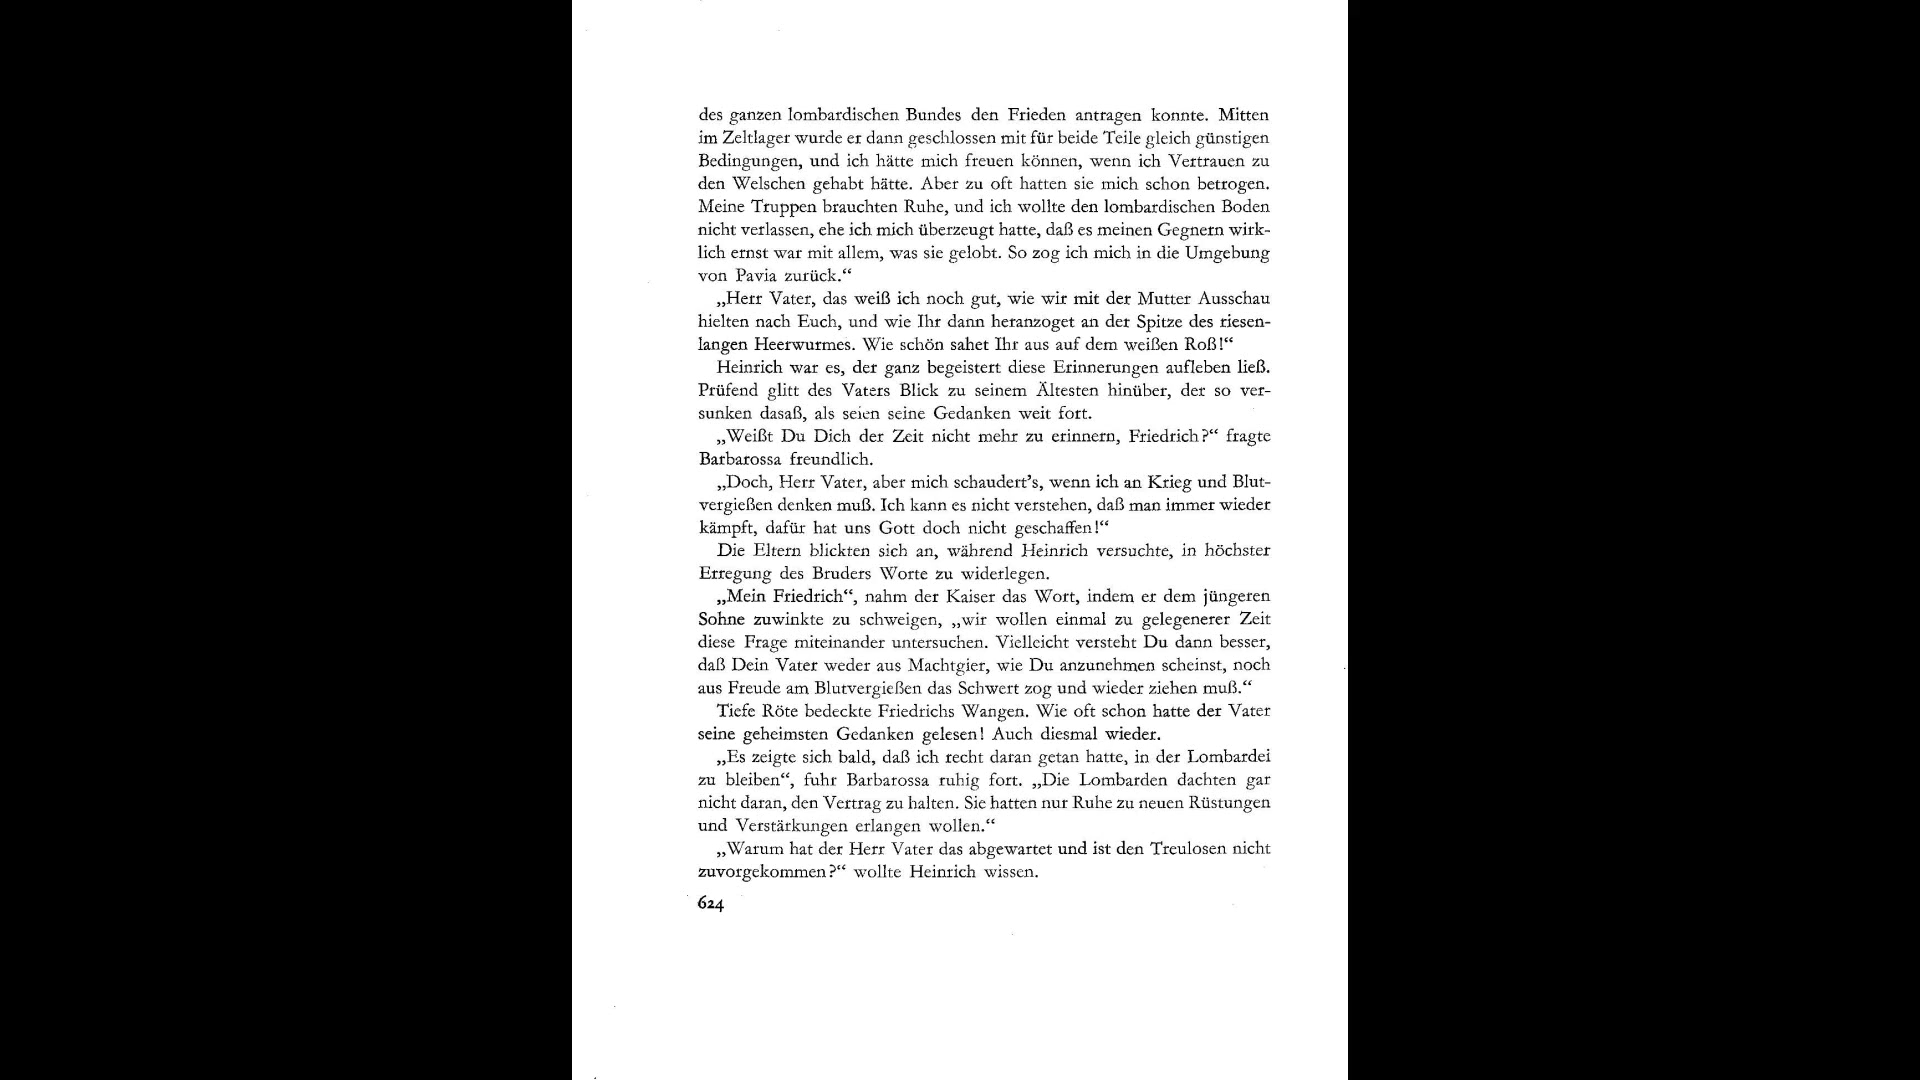 des ganzen lombardischen Bundes den Frieden antragen konnte. Mitten
im Zeltlager wurde er dann geschlossen mit für beide Teile gleich günstigen
Bedingungen, und ich hätte mich freuen können, wenn ich Vertrauen zu
den Welschen gehabt hätte. Aber zu oft hatten sie mich schon betrogen.
Meine Truppen brauchten Ruhe, und ich wollte den lombardischen Boden
nicht verlassen, ehe ich mich überzeugt hatte, daß es meinen Gegnern wirk-
lich ernst war mit allem, was sie gelobt. So zog ich mich in die Umgebung
von Pavia zurück.“
„Herr Vater, das weiß ich noch gut, wie wir mit der Mutter Ausschau
hielten nach Euch, und wie Ihr dann heranzoget an der Spitze des riesen-
langen Heerwurmes. Wie schön sahet Ihr aus auf dem weißen Roß!“
Heinrich war es, der ganz begeistert diese Erinnerungen aufleben ließ.
Prüfend glitt des Vaters Blick zu seinem Ältesten hinüber, der so ver-
sunken dasaß, als seien seine Gedanken weit fort.
„Weißt Du Dich der Zeit nicht mehr zu erinnern, Friedrich?“ fragte
Barbarossa freundlich.
„Doch, Herr Vater, aber mich schaudert’s, wenn ich an Krieg und Blut-
vergießen denken muß. Ich kann es nicht verstehen, daß man immer wieder
kämpft, dafür hat uns Gott doch nicht geschaffen!“
Die Eltern blickten sich an, während Heinrich versuchte, in höchster
Erregung des Bruders Worte zu widerlegen.
„Mein Friedrich“, nahm der Kaiser das Wort, indem er dem jüngeren
Sohne zuwinkte zu schweigen, „wir wollen einmal zu gelegenerer Zeit
diese Frage miteinander untersuchen. Vielleicht versteht Du dann besser,
daß Dein Vater weder aus Machtgier, wie Du anzunehmen scheinst, noch
aus Freude am Blutvergießen das Schwert zog und wieder ziehen muß.“
Tiefe Röte bedeckte Friedrichs Wangen. Wie oft schon hatte der Vater
seine geheimsten Gedanken gelesen! Auch diesmal wieder.
„Es zeigte sich bald, daß ich recht daran getan hatte, in der Lombardei
zu bleiben“, fuhr Barbarossa ruhig fort. „Die Lombarden dachten gar
nicht daran, den Vertrag zu halten. Sie hatten nur Ruhe zu neuen Rüstungen
und Verstärkungen erlangen wollen.“
„Warum hat der Herr Vater das abgewartet und ist den Treulosen nicht
zuvorgekommen?“ wollte Heinrich wissen.
624